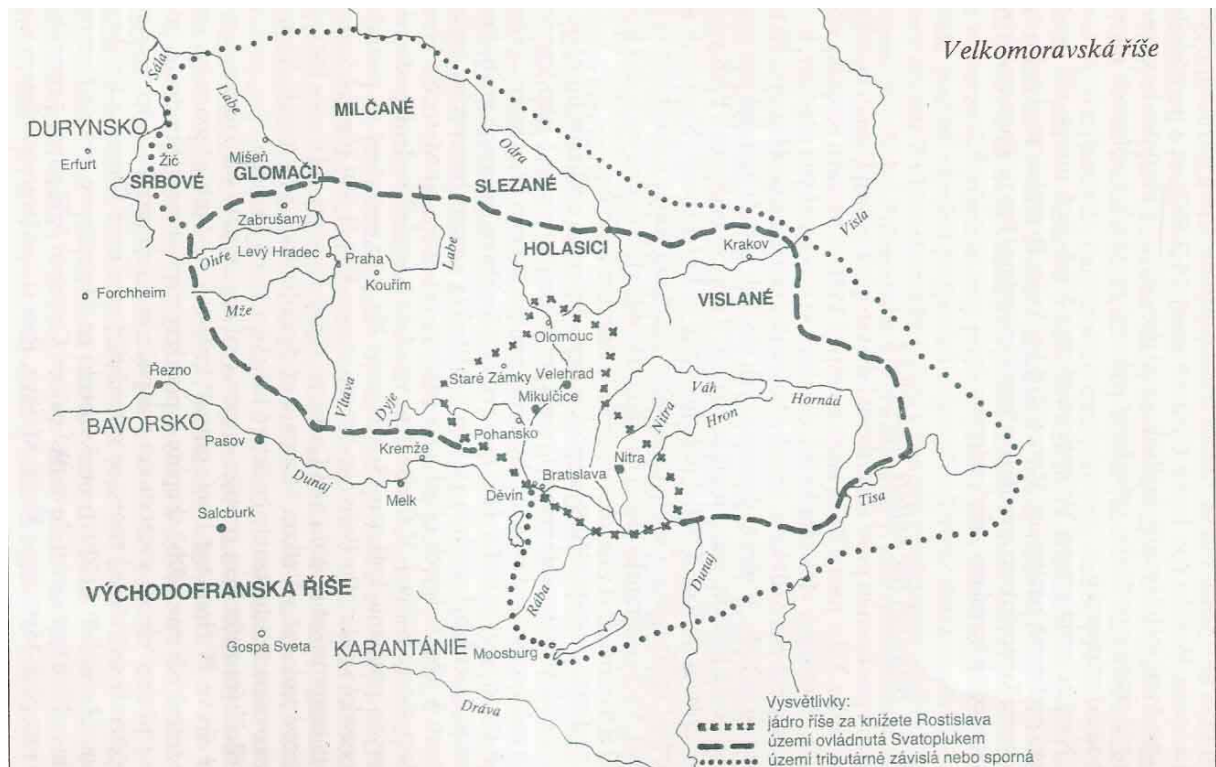 Velkomoravská říše
Sála
Labe
MILČANÉ
DURYNSKO
Erfurt
Žič
Míšeň
Odra
SRBOVÉ
GLOMAČI
SLEZANÉ
Zabrušany
Visla
Krakov
HOLASICI
Ohře
Levý Hradec
Praha
Labe
Kouřim
Forchheim
Mže
VISLANÉ
Olomouc
Řezno
Staré Zámky
Velehrad
Vltava
Dyje
Mikulčice
Váh
Nitra
Hron
Hornád
BAVORSKO
Pasov
Pohansko
Kremže
Nitra
Dunaj
Melk
Bratislava
Děvín
Tisa
Salcburk
Dunaj
VÝCHODOFRANSKÁ ŘÍŠE
Rába
Gospa Sveta
KARANTÁNIE
Moosburg
Dráva
Vysvětlivky:
jádro říše za knížete Rostislava
území ovládnutá Svatoplukem
území tributárně závislá nebo sporná